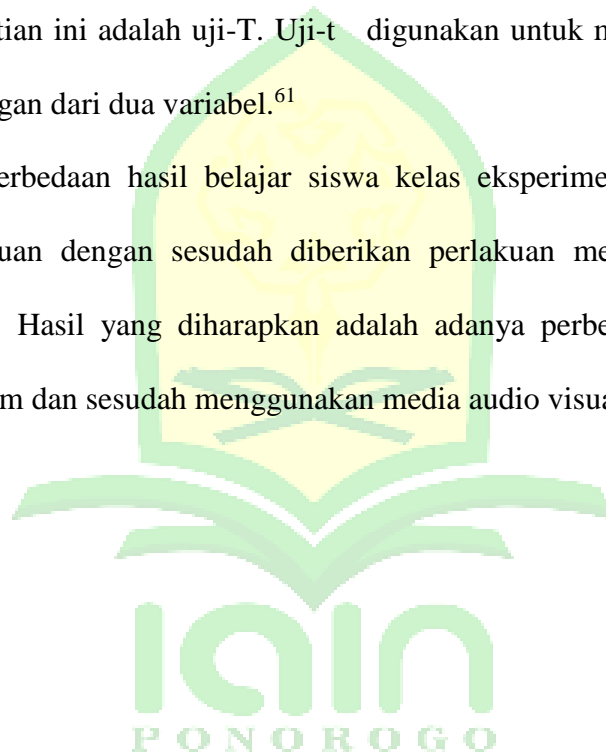 tian ini adalah uji-T. Uji-t digunakan untuk
gan dari dua variabel.61
erbedaan hasil belajar siswa kelas eksperime
uan dengan sesudah diberikan perlakuan me
Hasil yang diharapkan adalah adanya perbe
m dan sesudah menggunakan media audio visua
iain
PONOROGO